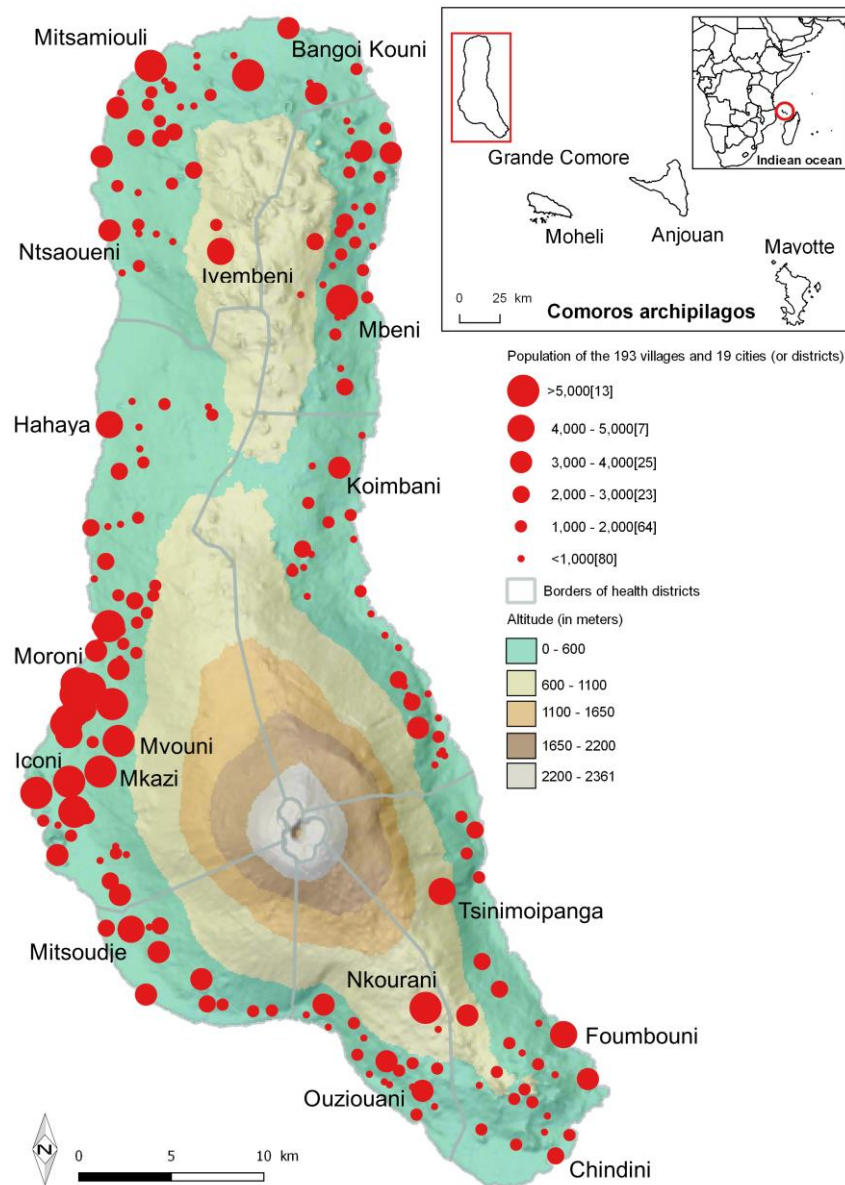 Mitsamiouli
Bangoi Kouni
Ntsaoueni
Ivembeni
Mbeni
Hahaya
Koimbani
Moroni
Mvouni
Iconi
Mkazi
Tsinimoipanga
Mitsoudje
Nkourani
Foumbouni
Ouziouani
Chindini
N
0 5 10 km
Indiean ocean
Grande Comore
Moheli
Anjouan
Mavotte
0 25 km
Comoros archipilagos
Population of the 193 villages and 19 cities (or districts)
>5,000[13]
4,000 - 5,000[7]
3,000 - 4,000[25]
2,000 - 3,000[23]
1,000 - 2,000[64]
<1,000[80]
Borders of health districts
Altitude (in meters)
0 - 600
600 - 1100
1100 - 1650
1650 - 2200
2200 - 2361